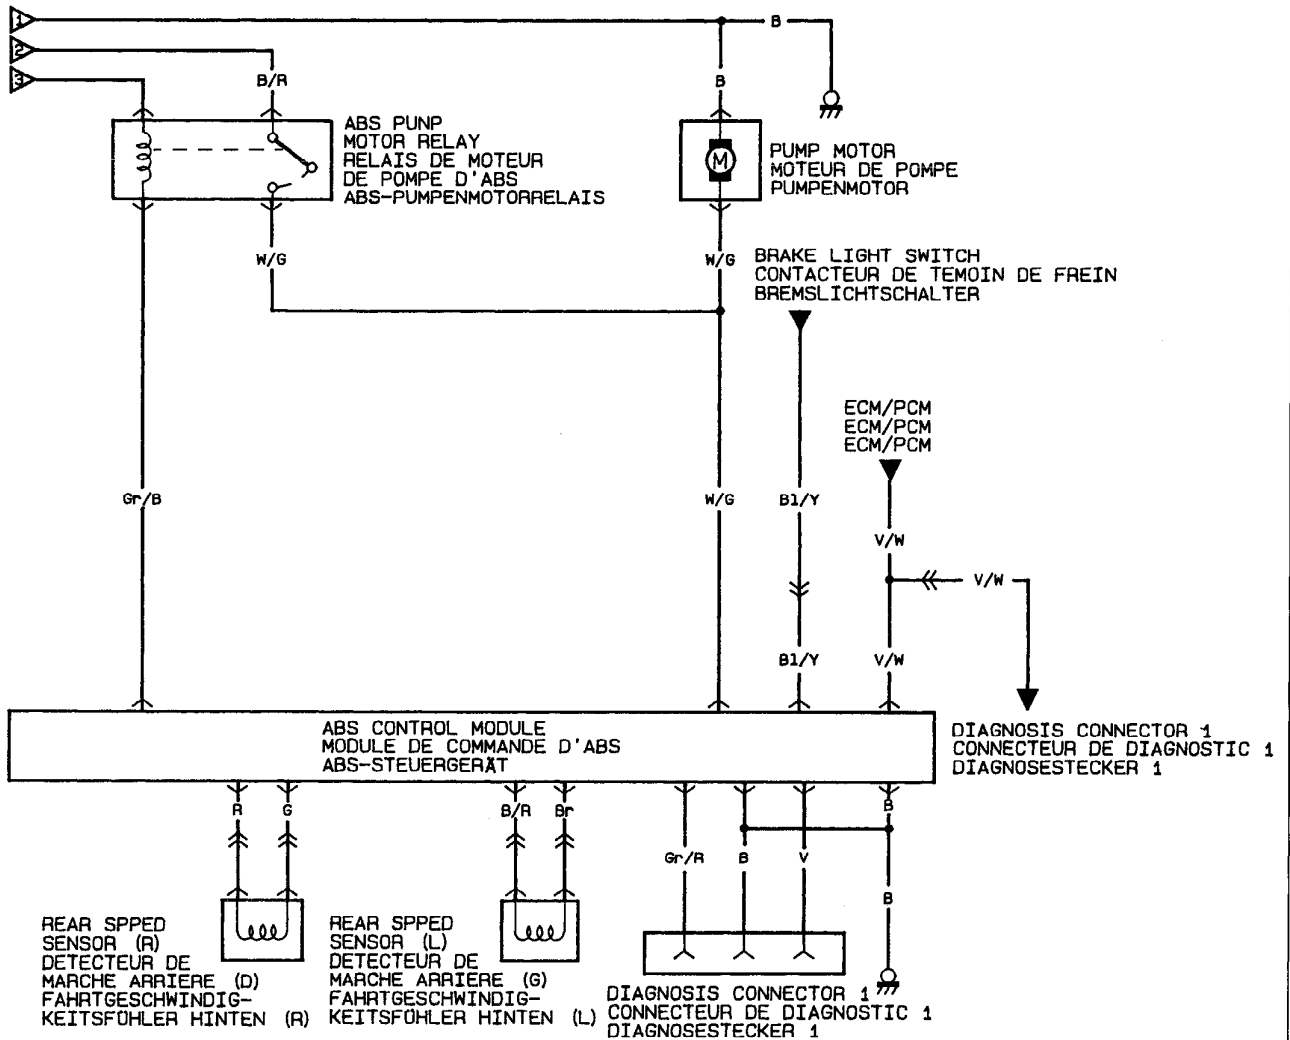 1
B
2
3
B/R
B
ABS PUNP
MOTOR RELAY
RELAIS DE MOTEUR
DE POMPE D'ABS
ABS-PUMPENMOTORRELAIS
M
PUMP MOTOR
MOTEUR DE POMPE
PUMPENMOTOR
W/G
W/G
BRAKE LIGHT SWITCH
CONTACTEUR DE TEMOIN DE FREIN
BREMSLICHTSCHALTER
ECM/PCM
ECM/PCM
ECM/PCM
Gr/B
W/G
Bl/Y
V/W
V/W
Bl/Y
V/W
ABS CONTROL MODULE
MODULE DE COMMANDE D'ABS
ABS-STEUERGERÄT
DIAGNOSIS CONNECTOR 1
CONNECTEUR DE DIAGNOSTIC 1
DIAGNOSESTECKER 1
R
G
B/R
Br
B
Gr/R
B
V
B
REAR SPPED
SENSOR (R)
DETECTEUR DE
MARCHE ARRIERE (D)
FAHRTGESCHWINDIG-
KEITSFÖHLER HINTEN (R)
REAR SPPED
SENSOR (L)
DETECTEUR DE
MARCHE ARRIERE (G)
FAHRTGESCHWINDIG-
KEITSFÖHLER HINTEN (L)
DIAGNOSIS CONNECTOR 1
CONNECTEUR DE DIAGNOSTIC 1
DIAGNOSESTECKER 1